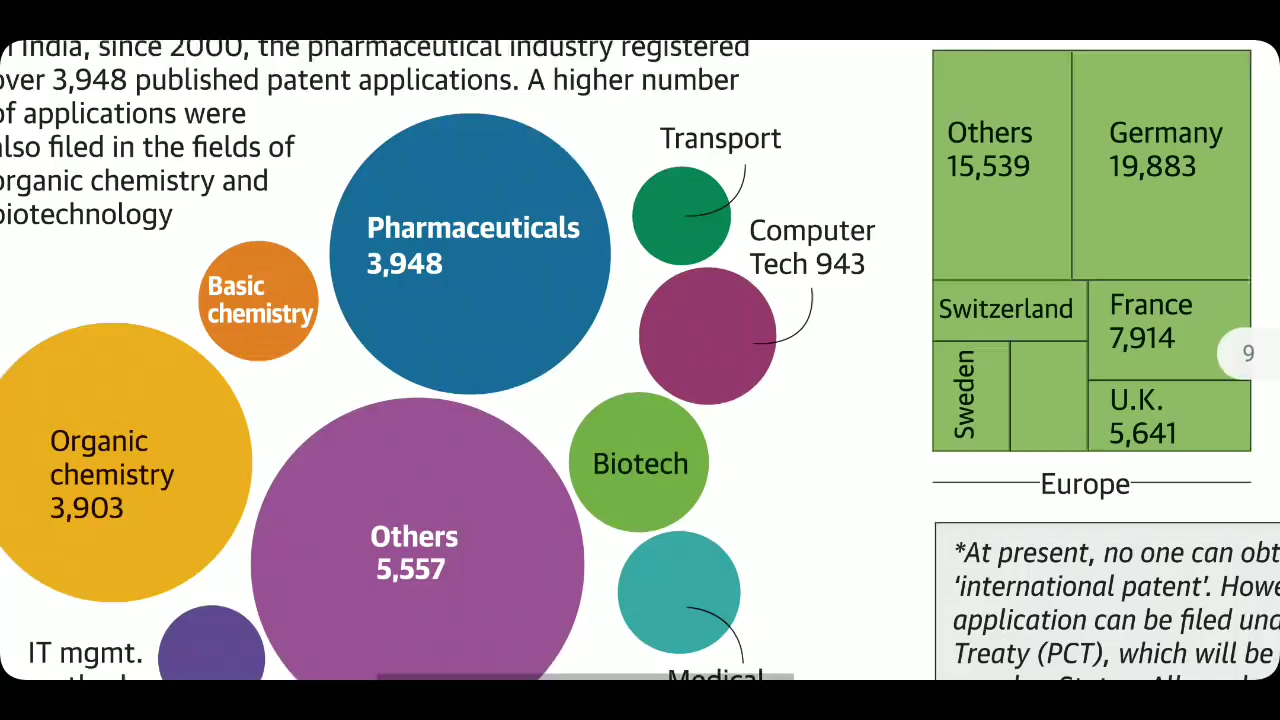 India, since 2000, the pharmaceutical industry registered
over 3,948 published patent applications. A higher number
of applications were
also filed in the fields of
organic chemistry and
biotechnology
Transport
Pharmaceuticals
3,948
Computer
Tech 943
Basic
chemistry
Organic
chemistry
3,903
Biotech
Others
5,557
IT mgmt.
Medical
Others
15,539
Germany
19,883
Switzerland
France
7,914
9
Sweden
U.K.
5,641
Europe
*At present, no one can obt
'international patent'. Howe
application can be filed und
Treaty (PCT), which will be